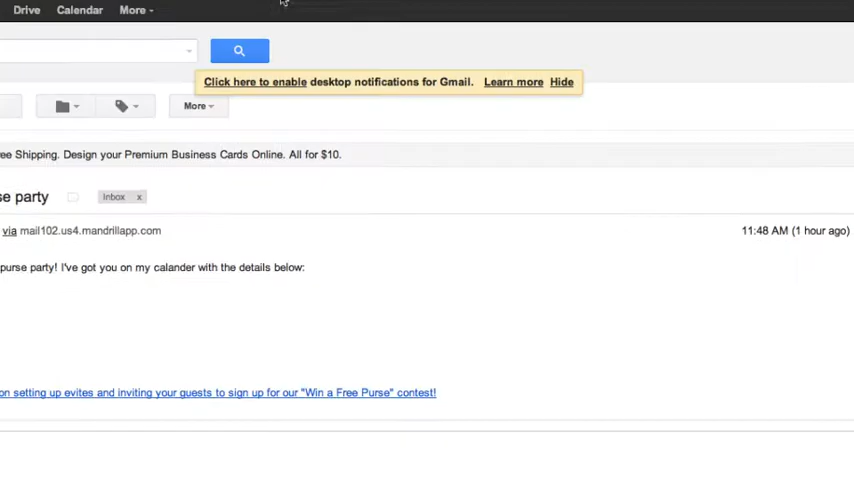 Drive Calendar More
Click here to enable desktop notifications for Gmail. Learn more Hide
More
ee Shipping. Design your Premium Business Cards Online. All for $10.
se party Inbox x
via mail102.us4.mandrillapp.com 11:48 AM (1 hour ago)
purse party! I've got you on my calander with the details below:
on setting up evites and inviting your guests to sign up for our "Win a Free Purse" contest!